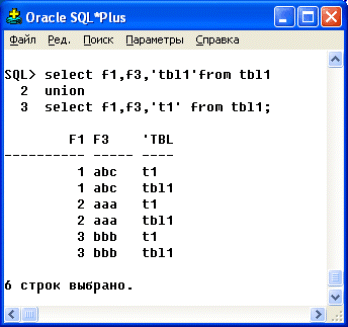 Oracle SQL*Plus
Файл Ред. Поиск Параметры Справка
SQL> select f1,f3,'tbl1'from tbl1
2 union
3 select f1,f3,'t1' from tbl1;
F1 F3 'TBL
---------- ----- ----
1 abc t1
1 abc tbl1
2 aaa t1
2 aaa tbl1
3 bbb t1
3 bbb tbl1
6 строк выбрано.